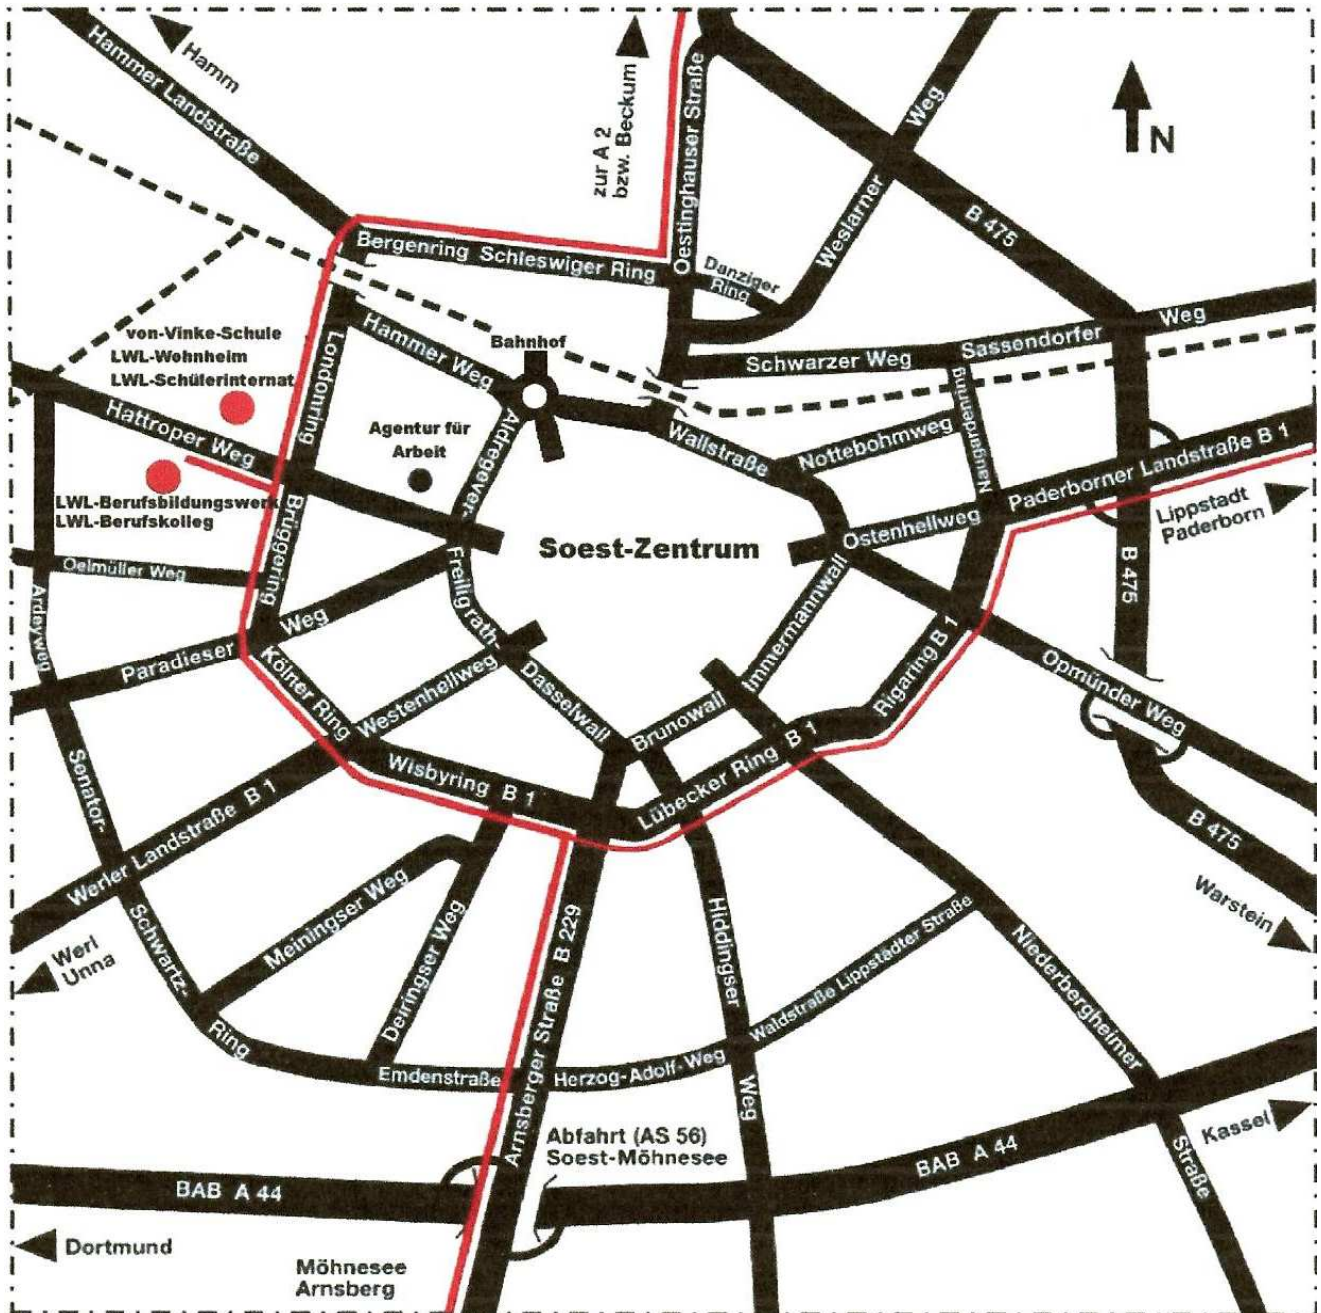 Hammer Landstraße
Hamm
zur A 2
bzw. Beckum
Oestinghauser Straße
Weslarner Weg
N
B 475
Bergenring Schleswiger Ring
Danziger
Ring
Hammer Weg
Bahnhof
Schwarzer Weg
Sassendorfer Weg
von-Vinke-Schule
LWL-Wohnheim
LWL-Schülerinternat
Londonring
Hattroper Weg
Agentur für
Arbeit
Aldregever-
Wallstraße
Nottebohmweg
Naugardenring
Paderborner Landstraße B 1
Lippstadt
Paderborn
LWL-Berufsbildungswerk
LWL-Berufskolleg
Brüggering
Soest-Zentrum
Ostenhellweg
B 475
Oelmüller Weg
Ardeyweg
Freiligrath-
Immermannwall
Paradieser Weg
Kölner Ring
Westenhellweg
Dasselwall
Brunowall
Rigaring B 1
Opmünder Weg
Wisbyring B 1
Lübecker Ring B 1
Senator-
Werler Landstraße B 1
B 475
Warstein
Werl
Unna
Schwartz-
Ring
Meiningser Weg
Deiringser Weg
Arnsberger Straße B 229
Hiddingser
Weg
Waldstraße Lippstädter Straße
Niederbergheimer
Straße
Emdenstraße
Herzog-Adolf-Weg
Abfahrt (AS 56)
Soest-Möhnesee
BAB A 44
BAB A 44
Kassel
Dortmund
Möhnesee
Arnsberg